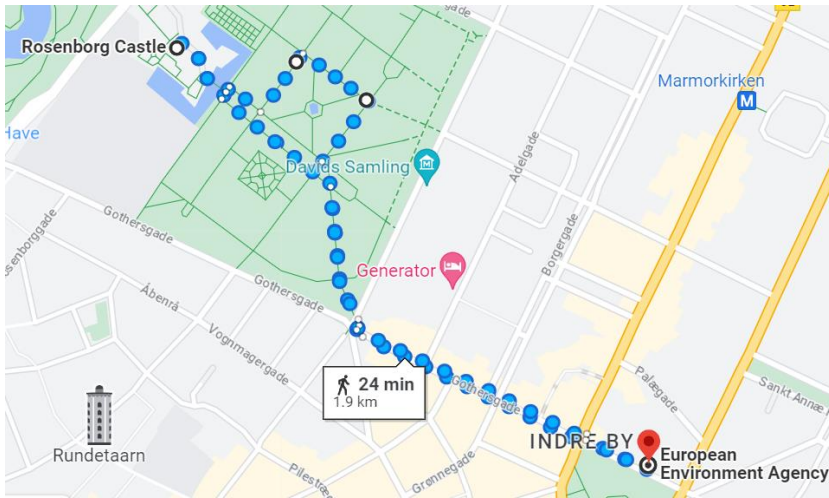 Rosenborg Castle
Marmorkirken
M
Have
Davids Samling
Adelgade
Gothersgade
Borgergade
Generator
Gothersgade
Åbenrå
Vognmagergade
24 min
1.9 km
Palægade
Gothersgade
Sankt Annæ
INDRE BY
Rundetaarn
Grønnegade
European
Environment Agency